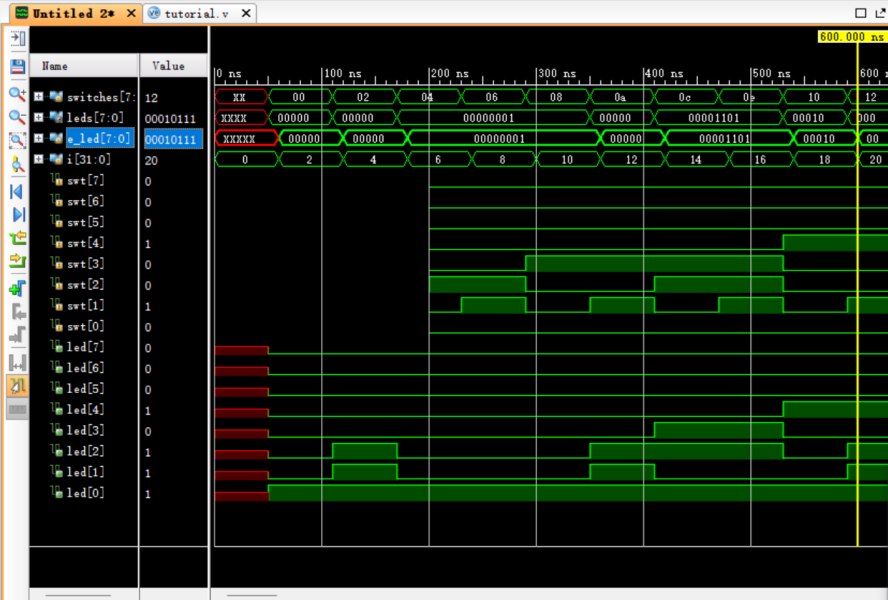 Untitled 2* × tutorial.v ×
600.000 ns
Name Value
0 ns 100 ns 200 ns 300 ns 400 ns 500 ns 600 n
switches[7: 12 XX 00 02 04 06 08 0a 0c 0e 10 12
leds[7:0] 00010111 XXXX 00000 00000 00000001 00000 00001101 00010 000
e_led[7:0] 00010111 XXXXX 00000 00000 00000001 00000 00001101 00010 00
i[31:0] 20 0 2 4 6 8 10 12 14 16 18 20
swt[7] 0
swt[6] 0
swt[5] 0
swt[4] 1
swt[3] 0
swt[2] 0
swt[1] 1
swt[0] 0
led[7] 0
led[6] 0
led[5] 0
led[4] 1
led[3] 0
led[2] 1
led[1] 1
led[0] 1